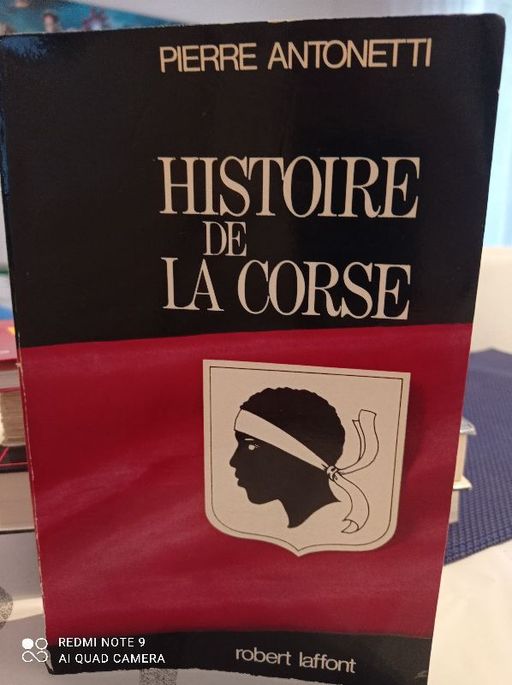 PIERRE ANTONETTI
HISTOIRE
DE
LA CORSE
robert laffont
REDMI NOTE 9
AI QUAD CAMERA